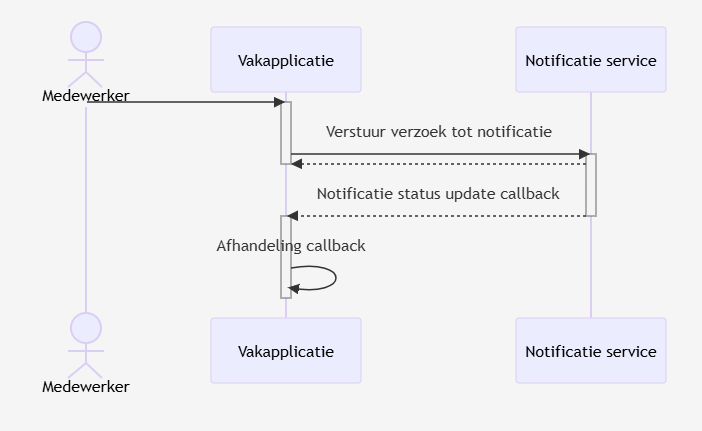 Vakapplicatie
Notificatie service
Medewerker
Verstuur verzoek tot notificatie
Notificatie status update callback
Afhandeling callback
Vakapplicatie
Notificatie service
Medewerker